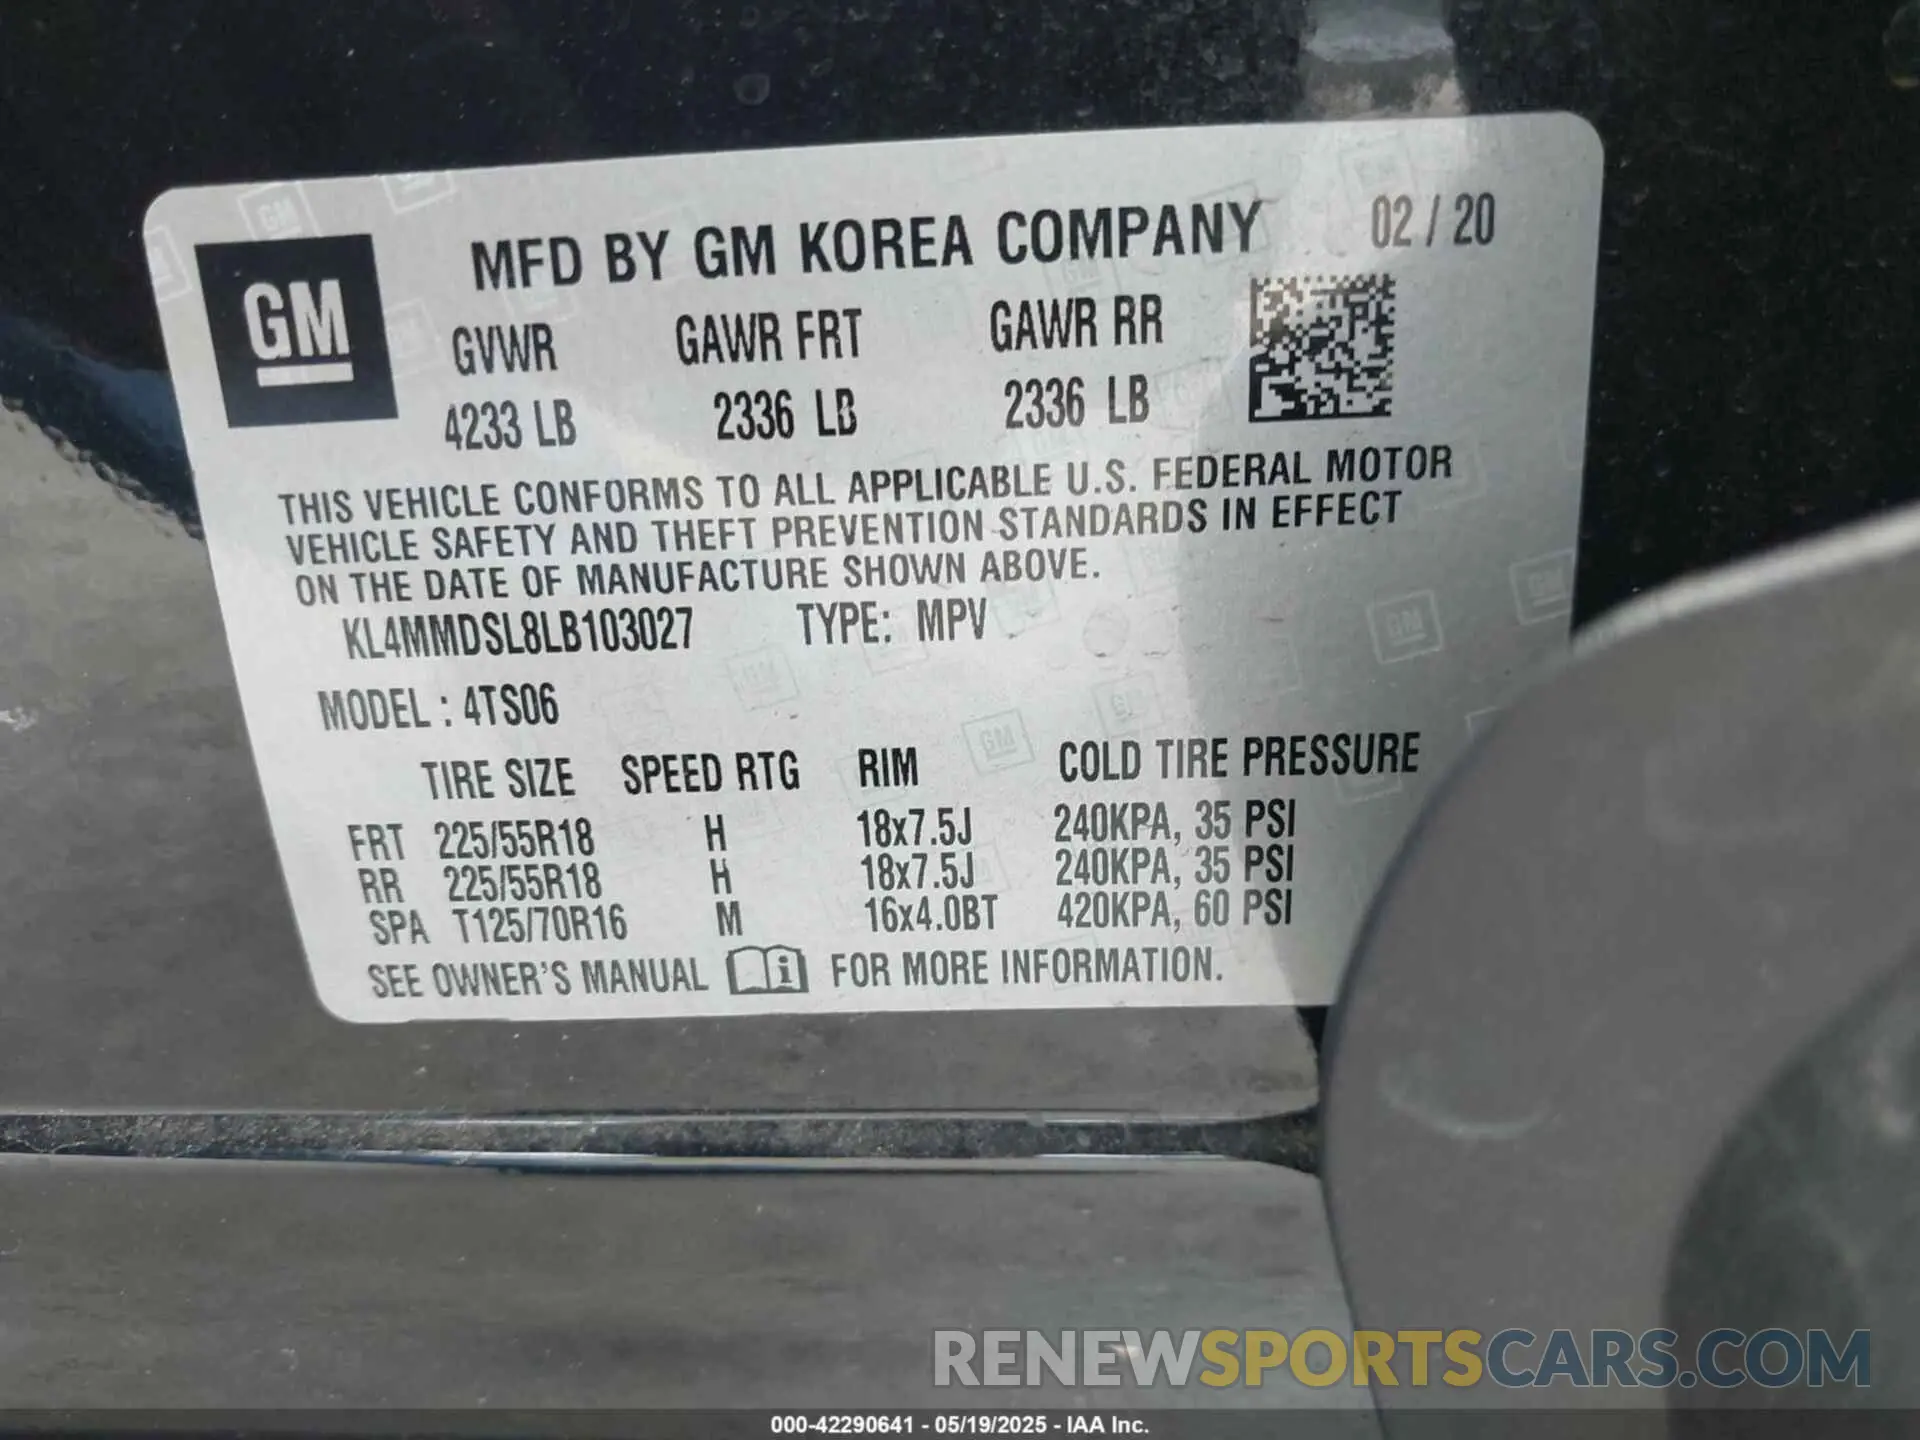 MFD BY GM KOREA COMPANY 02 / 20
GM
GVWR GAWR FRT GAWR RR
4233 LB 2336 LB 2336 LB
THIS VEHICLE CONFORMS TO ALL APPLICABLE U.S. FEDERAL MOTOR
VEHICLE SAFETY AND THEFT PREVENTION STANDARDS IN EFFECT
ON THE DATE OF MANUFACTURE SHOWN ABOVE.
KL4MMDSL8LB103027 TYPE: MPV
MODEL : 4TS06
TIRE SIZE SPEED RTG RIM COLD TIRE PRESSURE
FRT 225/55R18 H 18x7.5J 240KPA, 35 PSI
RR 225/55R18 H 18x7.5J 240KPA, 35 PSI
SPA T125/70R16 M 16x4.0BT 420KPA, 60 PSI
SEE OWNER'S MANUAL i FOR MORE INFORMATION.
RENEWSPORTSCARS.COM
000-42290641 - 05/19/2025 - IAA Inc.